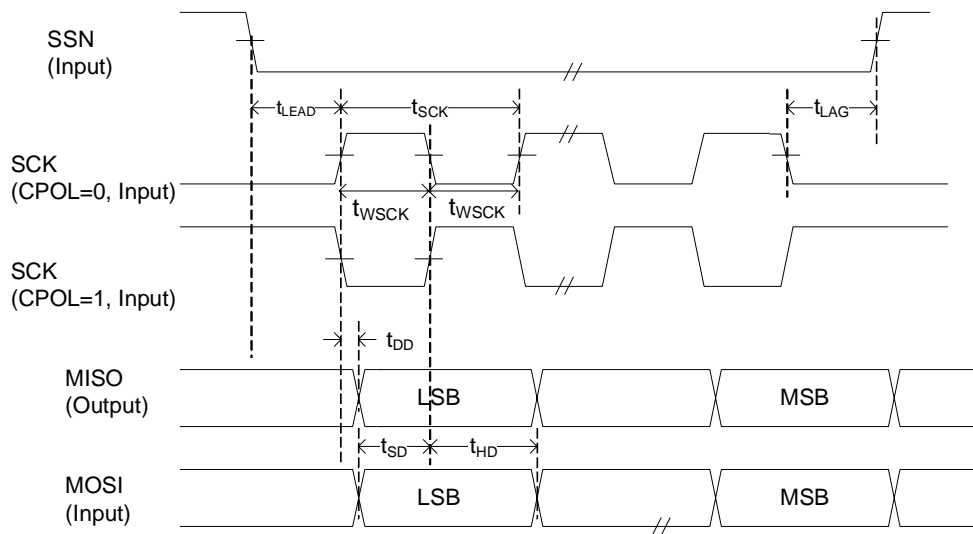 SSN
(Input)
tLEAD
tSCK
tLAG
SCK
(CPOL=0, Input)
tWSCK
tWSCK
SCK
(CPOL=1, Input)
tDD
MISO
(Output)
LSB
MSB
tSD
tHD
MOSI
(Input)
LSB
MSB